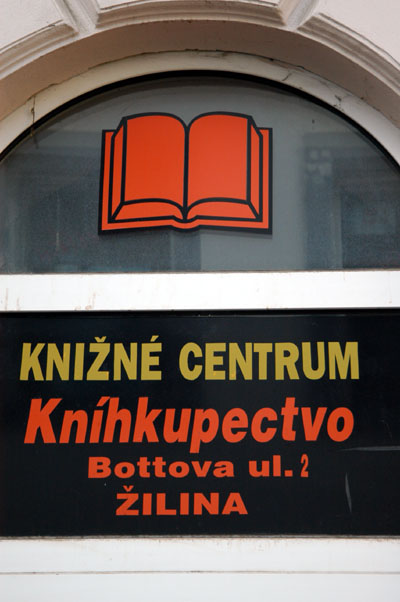 KNIŽNÉ CENTRUM
Kníhkupectvo
Bottova ul. 2
ŽILINA